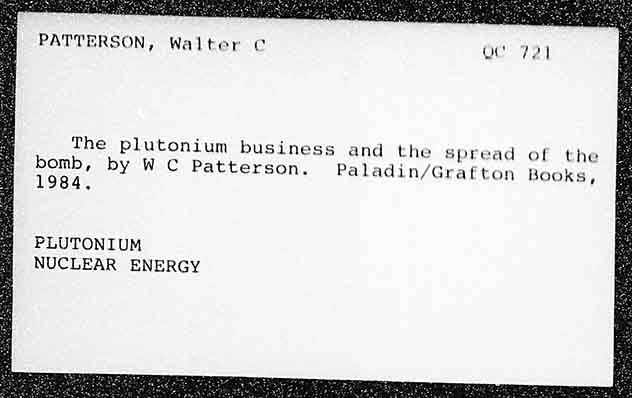 PATTERSON, Walter C QC 721
The plutonium business and the spread of the
bomb, by W C Patterson. Paladin/Grafton Books,
1984.
PLUTONIUM
NUCLEAR ENERGY